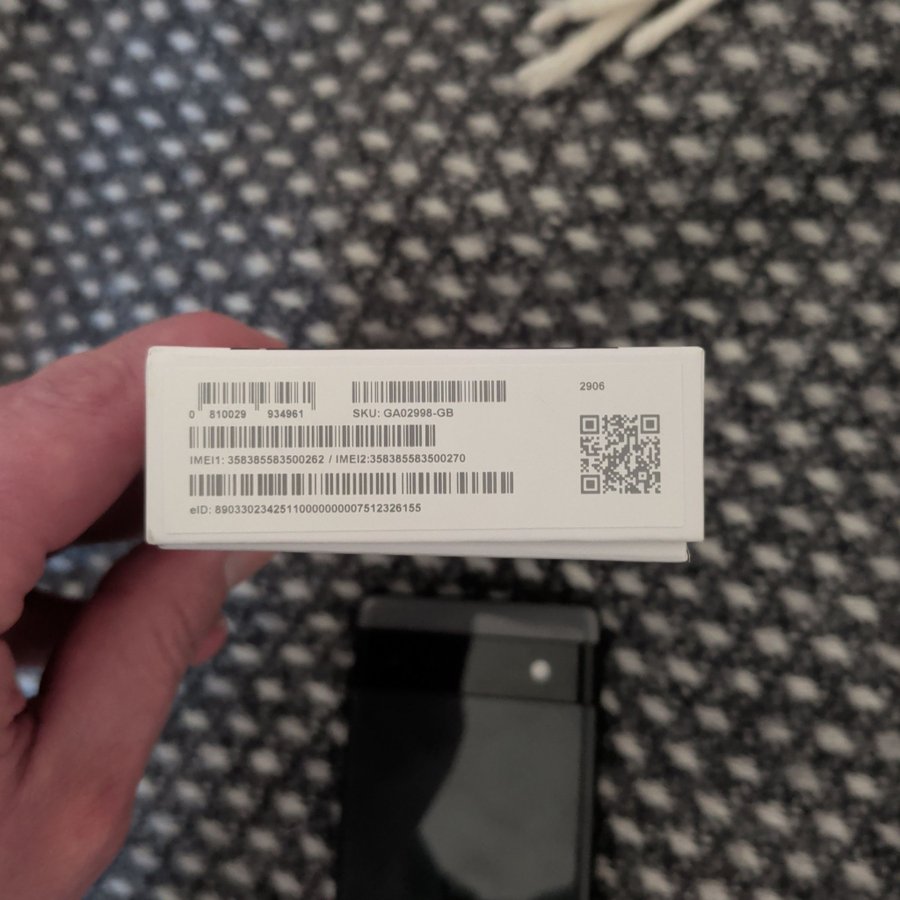 0 810029 934961
SKU: GA02998-GB
2906
IMEI1: 358385583500262 / IMEI2:358385583500270
eID: 89033023425110000000007512326155